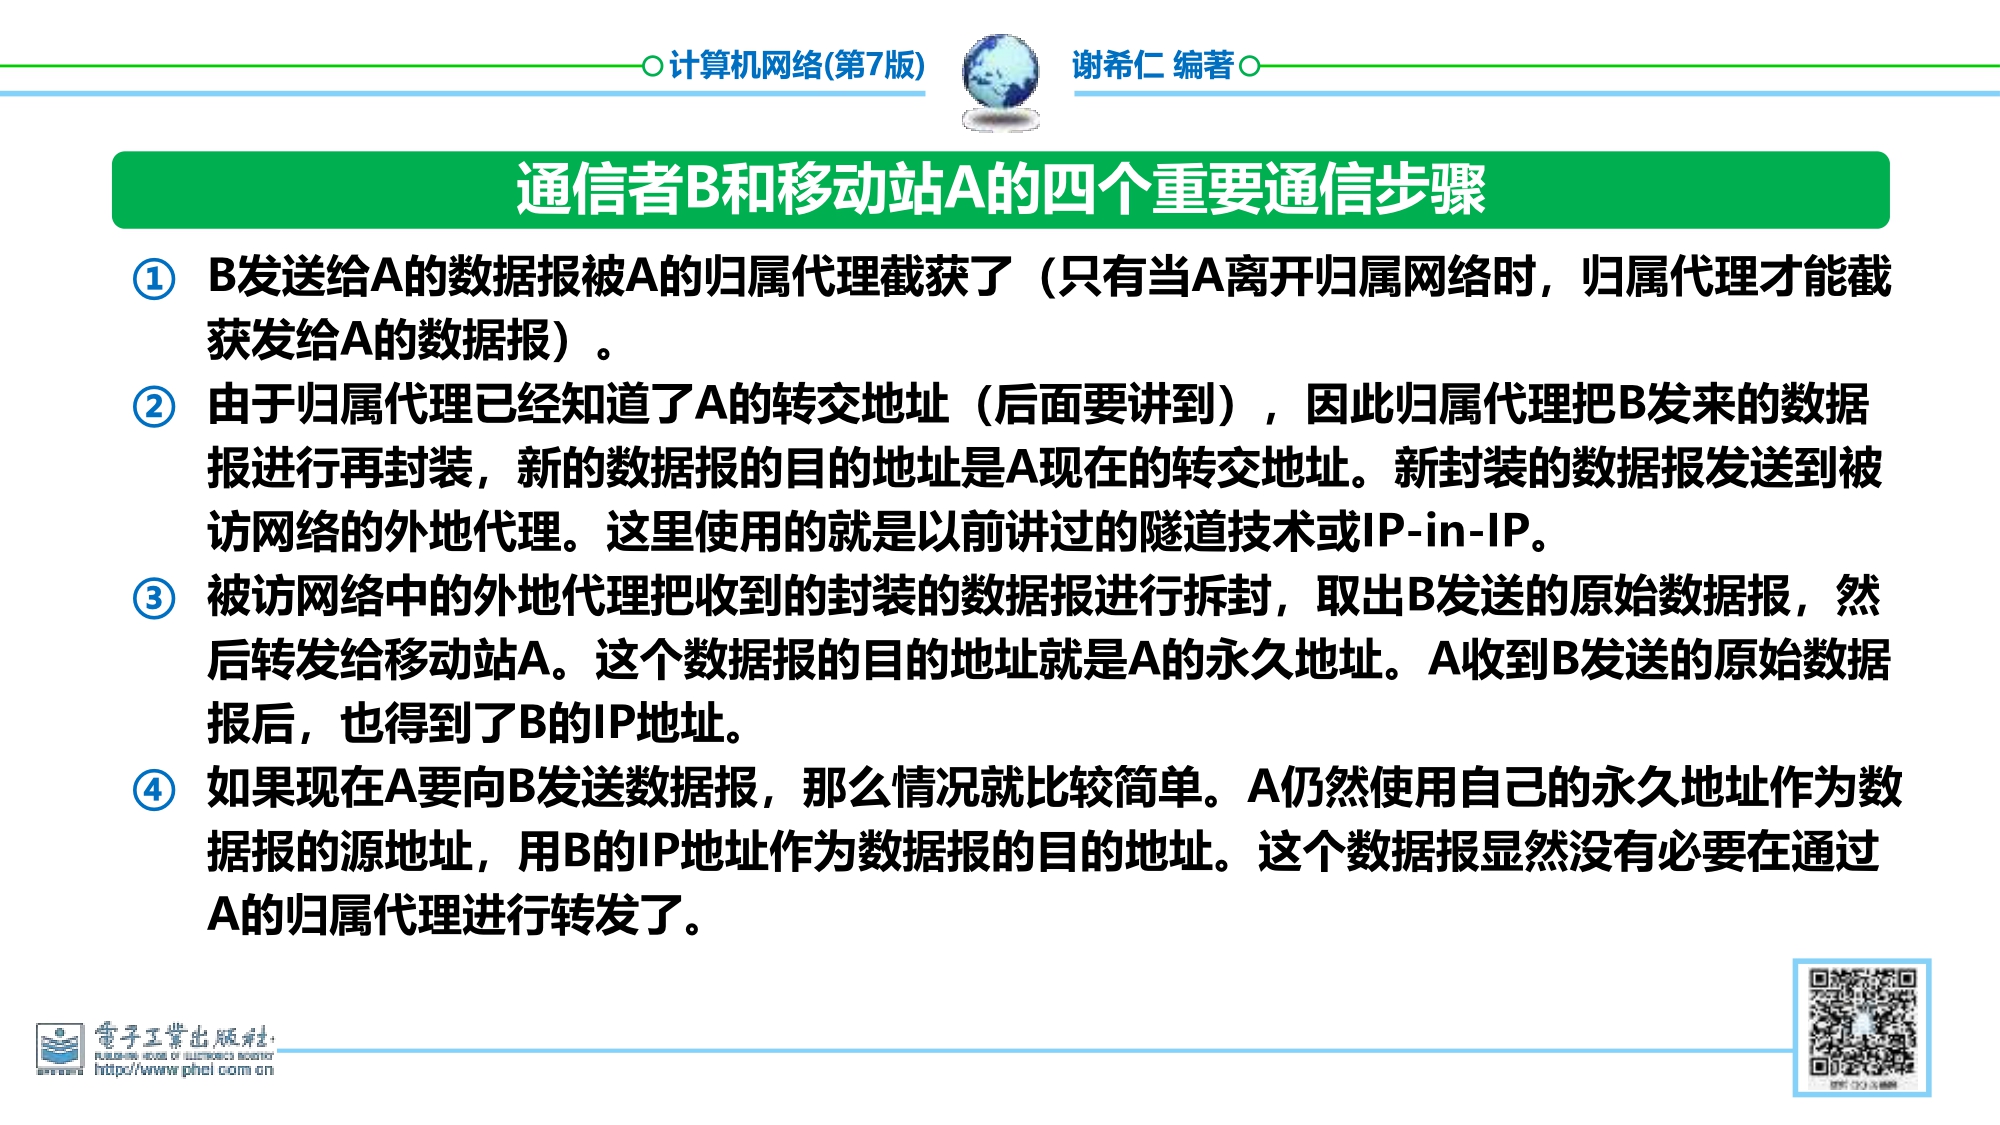 计算机网络(第7版)
谢希仁 编著
通信者B和移动站A的四个重要通信步骤
① B发送给A的数据报被A的归属代理截获了（只有当A离开归属网络时，归属代理才能截
获发给A的数据报）。
② 由于归属代理已经知道了A的转交地址（后面要讲到），因此归属代理把B发来的数据
报进行再封装，新的数据报的目的地址是A现在的转交地址。新封装的数据报发送到被
访网络的外地代理。这里使用的就是以前讲过的隧道技术或IP-in-IP。
③ 被访网络中的外地代理把收到的封装的数据报进行拆封，取出B发送的原始数据报，然
后转发给移动站A。这个数据报的目的地址就是A的永久地址。A收到B发送的原始数据
报后，也得到了B的IP地址。
④ 如果现在A要向B发送数据报，那么情况就比较简单。A仍然使用自己的永久地址作为数
据报的源地址，用B的IP地址作为数据报的目的地址。这个数据报显然没有必要在通过
A的归属代理进行转发了。
電子工業出版社
PUBLISHING HOUSE OF ELECTRONICS INDUSTRY
http://www.phei.com.cn